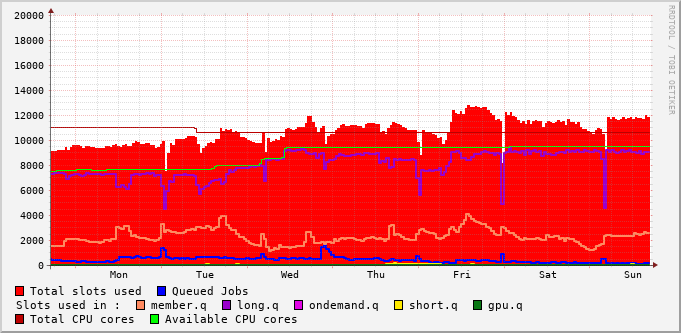 20000
18000
16000
14000
12000
10000
8000
6000
4000
2000
0
Mon Tue Wed Thu Fri Sat Sun
RRDTOOL / TOBI OETIKER
Total slots used Queued Jobs
Slots used in : member.q long.q ondemand.q short.q gpu.q
Total CPU cores Available CPU cores